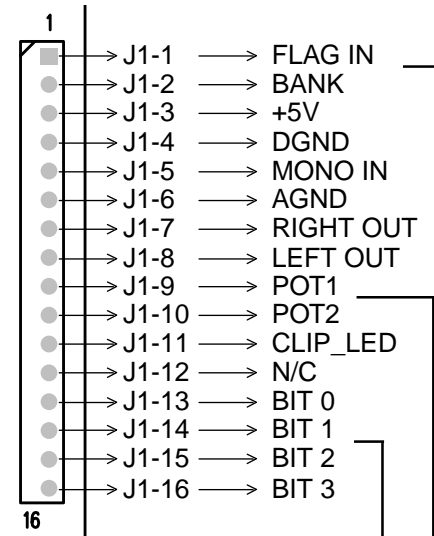 1
J1-1 FLAG IN
J1-2 BANK
J1-3 +5V
J1-4 DGND
J1-5 MONO IN
J1-6 AGND
J1-7 RIGHT OUT
J1-8 LEFT OUT
J1-9 POT1
J1-10 POT2
J1-11 CLIP_LED
J1-12 N/C
J1-13 BIT 0
J1-14 BIT 1
J1-15 BIT 2
J1-16 BIT 3
16